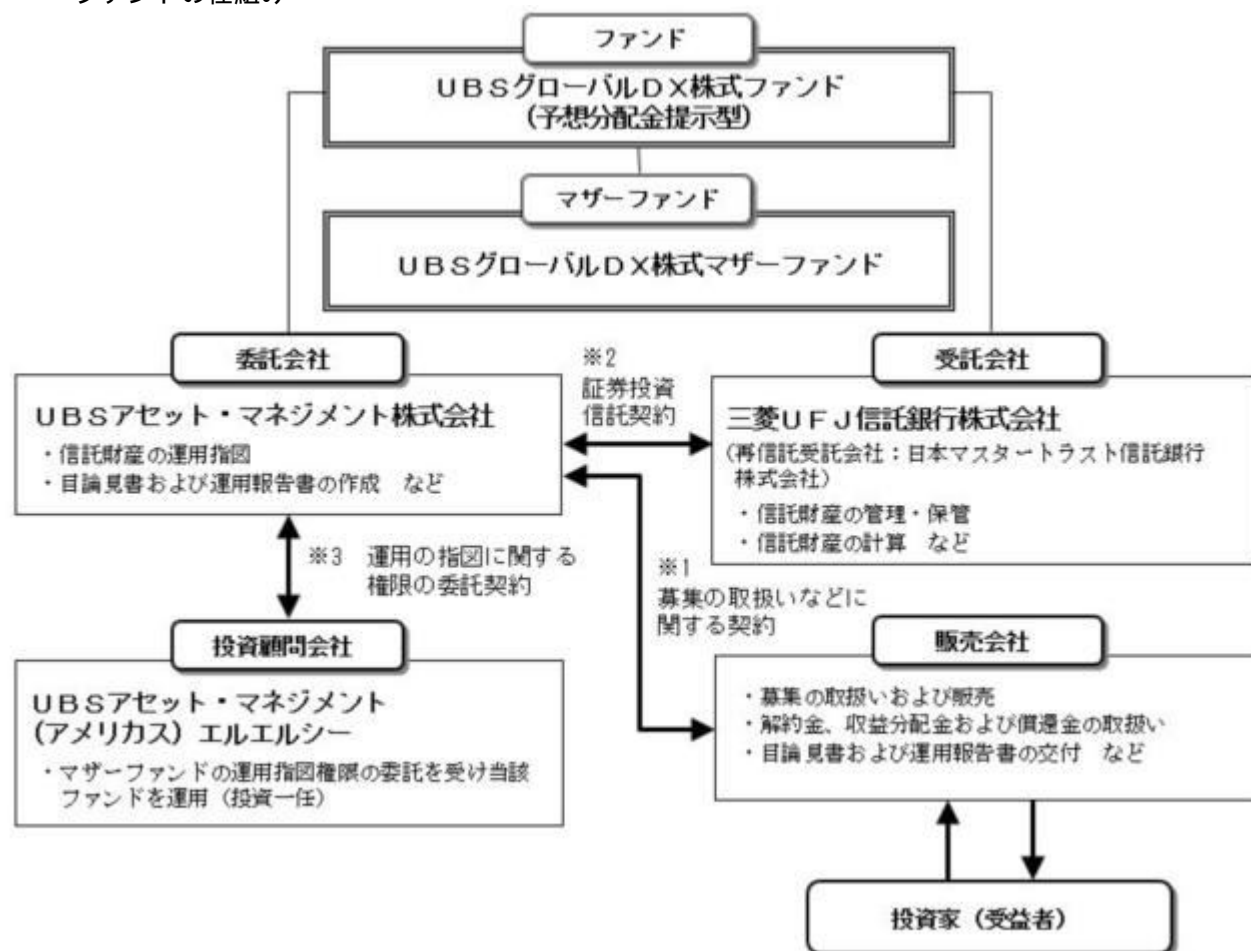 ファンドの仕組み
ファンド
UBSグローバルDX株式ファンド
(予想分配金提示型)
マザーファンド
UBSグローバルDX株式マザーファンド
委託会社
UBSアセット・マネジメント株式会社
・信託財産の運用指図
・目論見書および運用報告書の作成　など
※2
証券投資
信託契約
受託会社
三菱UFJ信託銀行株式会社
(再信託受託会社：日本マスタートラスト信託銀行
株式会社)
・信託財産の管理・保管
・信託財産の計算　など
※3　運用の指図に関する
権限の委託契約
※1
募集の取扱いなどに
関する契約
投資顧問会社
UBSアセット・マネジメント
(アメリカス) エルエルシー
・マザーファンドの運用指図権限の委託を受け当該
ファンドを運用 (投資一任)
販売会社
・募集の取扱いおよび販売
・解約金、収益分配金および償還金の取扱い
・目論見書および運用報告書の交付　など
投資家 (受益者)